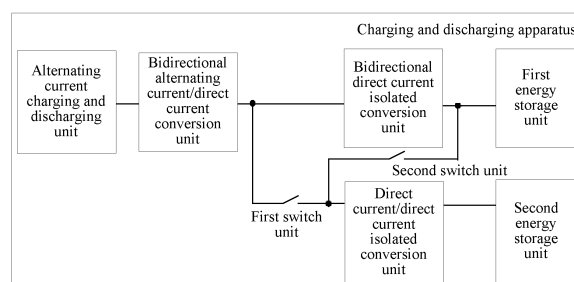 Charging and discharging apparatus
Alternating
current
charging and
discharging
unit
Bidirectional
alternating
current/direct
current
conversion
unit
Bidirectional
direct current
isolated
conversion
unit
First
energy
storage
unit
Second switch unit
First switch
unit
Direct
current/direct
current
isolated
conversion
unit
Second
energy
storage
unit